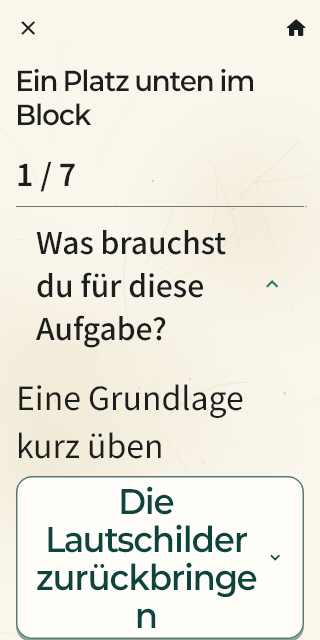 Ein Platz unten im
Block
1 / 7
Was brauchst
du für diese
Aufgabe?
Eine Grundlage
kurz üben
Die
Lautschilder
zurückbringe
n